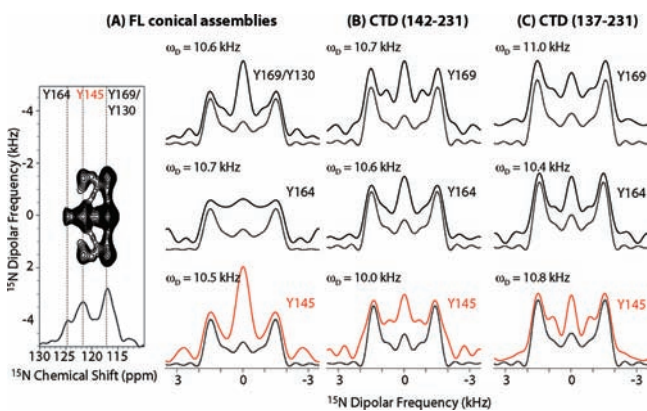 (A) FL conical assemblies (B) CTD (142-231) (C) CTD (137-231)
ωD = 10.6 kHz ωD = 10.7 kHz ωD = 11.0 kHz
Y169/Y130 Y169 Y169
Y164 Y145 Y169/
Y130
-4
-2
0
2
4
15N Dipolar Frequency (kHz)
ωD = 10.7 kHz ωD = 10.6 kHz ωD = 10.4 kHz
Y164 Y164 Y164
ωD = 10.5 kHz ωD = 10.0 kHz ωD = 10.8 kHz
Y145 Y145 Y145
130 125 120 115
15N Chemical Shift (ppm)
3 0 -3 3 0 -3 3 0 -3
15N Dipolar Frequency (kHz)